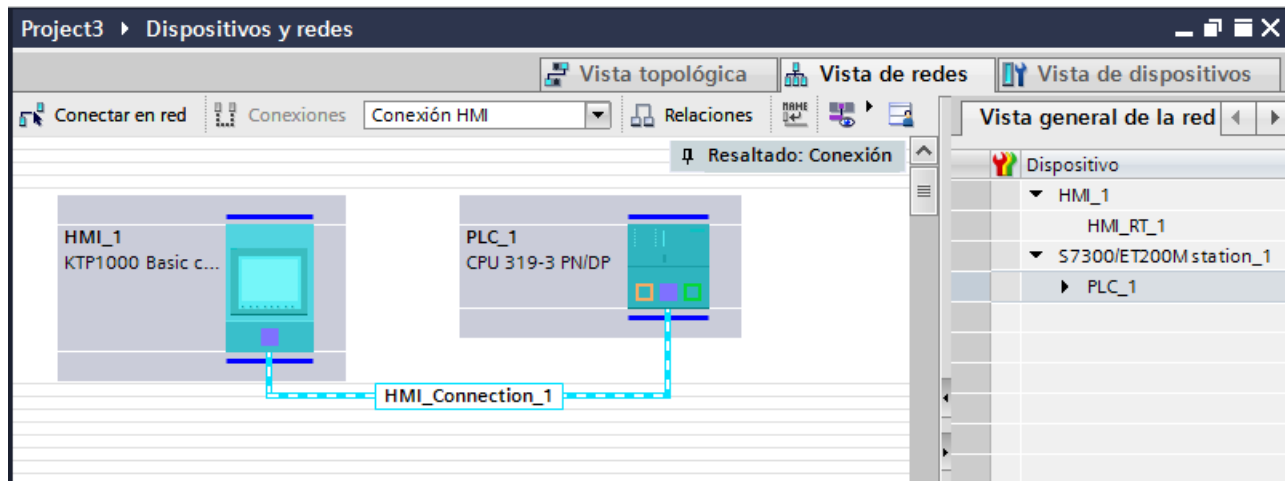 Project3 ▸ Dispositivos y redes
Vista topológica
Vista de redes
Vista de dispositivos
Conectar en red
Conexiones
Conexión HMI
Relaciones
NAME
Vista general de la red
Resaltado: Conexión
Dispositivo
HMI_1
HMI_RT_1
S7300/ET200M station_1
PLC_1
HMI_1
KTP1000 Basic c...
PLC_1
CPU 319-3 PN/DP
HMI_Connection_1